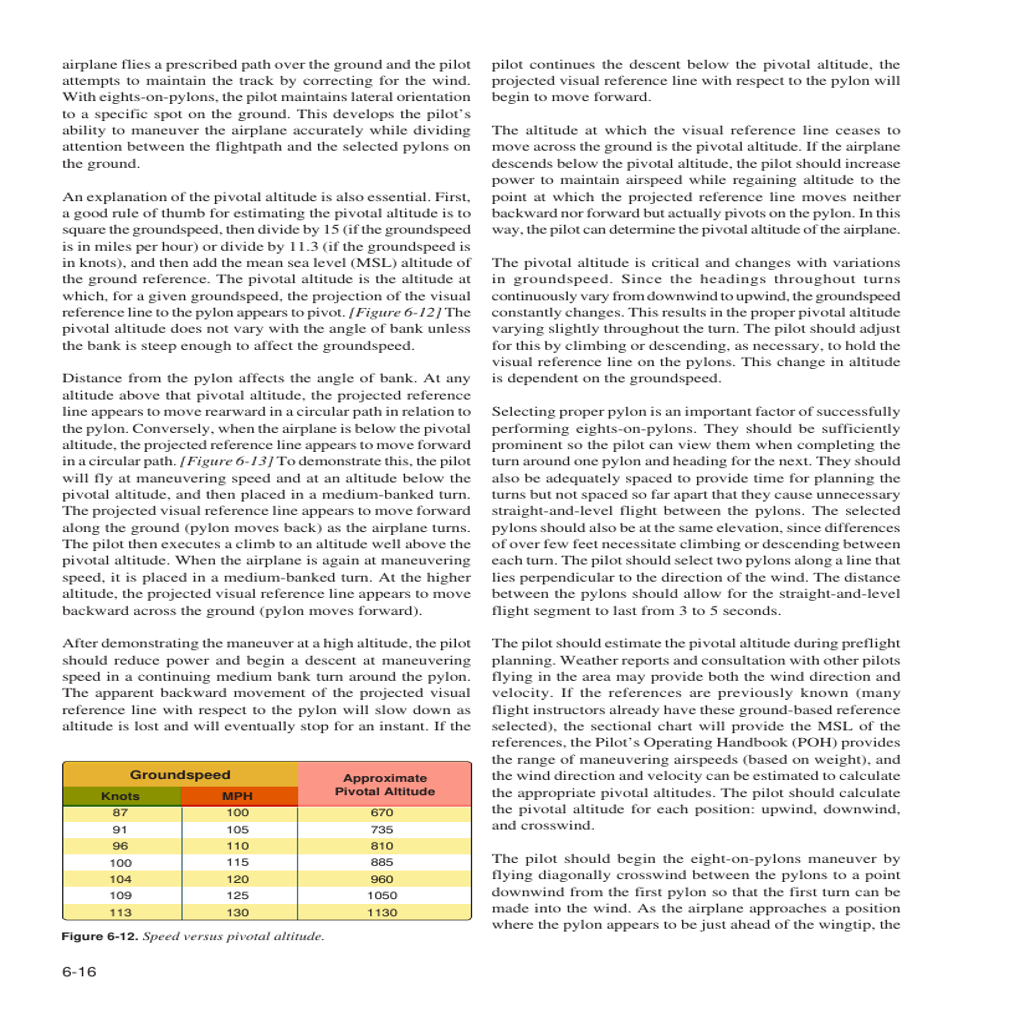 airplane flies a prescribed path over the ground and the pilot
attempts to maintain the track by correcting for the wind.
With eights-on-pylons, the pilot maintains lateral orientation
to a specific spot on the ground. This develops the pilot's
ability to maneuver the airplane accurately while dividing
attention between the flightpath and the selected pylons on
the ground.
An explanation of the pivotal altitude is also essential. First,
a good rule of thumb for estimating the pivotal altitude is to
square the groundspeed, then divide by 15 (if the groundspeed
is in miles per hour) or divide by 11.3 (if the groundspeed is
in knots), and then add the mean sea level (MSL) altitude of
the ground reference. The pivotal altitude is the altitude at
which, for a given groundspeed, the projection of the visual
reference line to the pylon appears to pivot. [Figure 6-12] The
pivotal altitude does not vary with the angle of bank unless
the bank is steep enough to affect the groundspeed.
Distance from the pylon affects the angle of bank. At any
altitude above that pivotal altitude, the projected reference
line appears to move rearward in a circular path in relation to
the pylon. Conversely, when the airplane is below the pivotal
altitude, the projected reference line appears to move forward
in a circular path. [Figure 6-13] To demonstrate this, the pilot
will fly at maneuvering speed and at an altitude below the
pivotal altitude, and then placed in a medium-banked turn.
The projected visual reference line appears to move forward
along the ground (pylon moves back) as the airplane turns.
The pilot then executes a climb to an altitude well above the
pivotal altitude. When the airplane is again at maneuvering
speed, it is placed in a medium-banked turn. At the higher
altitude, the projected visual reference line appears to move
backward across the ground (pylon moves forward).
After demonstrating the maneuver at a high altitude, the pilot
should reduce power and begin a descent at maneuvering
speed in a continuing medium bank turn around the pylon.
The apparent backward movement of the projected visual
reference line with respect to the pylon will slow down as
altitude is lost and will eventually stop for an instant. If the
Groundspeed Approximate
Pivotal Altitude
Knots MPH
87 100 670
91 105 735
96 110 810
100 115 885
104 120 960
109 125 1050
113 130 1130
Figure 6-12. Speed versus pivotal altitude.
pilot continues the descent below the pivotal altitude, the
projected visual reference line with respect to the pylon will
begin to move forward.
The altitude at which the visual reference line ceases to
move across the ground is the pivotal altitude. If the airplane
descends below the pivotal altitude, the pilot should increase
power to maintain airspeed while regaining altitude to the
point at which the projected reference line moves neither
backward nor forward but actually pivots on the pylon. In this
way, the pilot can determine the pivotal altitude of the airplane.
The pivotal altitude is critical and changes with variations
in groundspeed. Since the headings throughout turns
continuously vary from downwind to upwind, the groundspeed
constantly changes. This results in the proper pivotal altitude
varying slightly throughout the turn. The pilot should adjust
for this by climbing or descending, as necessary, to hold the
visual reference line on the pylons. This change in altitude
is dependent on the groundspeed.
Selecting proper pylon is an important factor of successfully
performing eights-on-pylons. They should be sufficiently
prominent so the pilot can view them when completing the
turn around one pylon and heading for the next. They should
also be adequately spaced to provide time for planning the
turns but not spaced so far apart that they cause unnecessary
straight-and-level flight between the pylons. The selected
pylons should also be at the same elevation, since differences
of over few feet necessitate climbing or descending between
each turn. The pilot should select two pylons along a line that
lies perpendicular to the direction of the wind. The distance
between the pylons should allow for the straight-and-level
flight segment to last from 3 to 5 seconds.
The pilot should estimate the pivotal altitude during preflight
planning. Weather reports and consultation with other pilots
flying in the area may provide both the wind direction and
velocity. If the references are previously known (many
flight instructors already have these ground-based reference
selected), the sectional chart will provide the MSL of the
references, the Pilot's Operating Handbook (POH) provides
the range of maneuvering airspeeds (based on weight), and
the wind direction and velocity can be estimated to calculate
the appropriate pivotal altitudes. The pilot should calculate
the pivotal altitude for each position: upwind, downwind,
and crosswind.
The pilot should begin the eight-on-pylons maneuver by
flying diagonally crosswind between the pylons to a point
downwind from the first pylon so that the first turn can be
made into the wind. As the airplane approaches a position
where the pylon appears to be just ahead of the wingtip, the
6-16